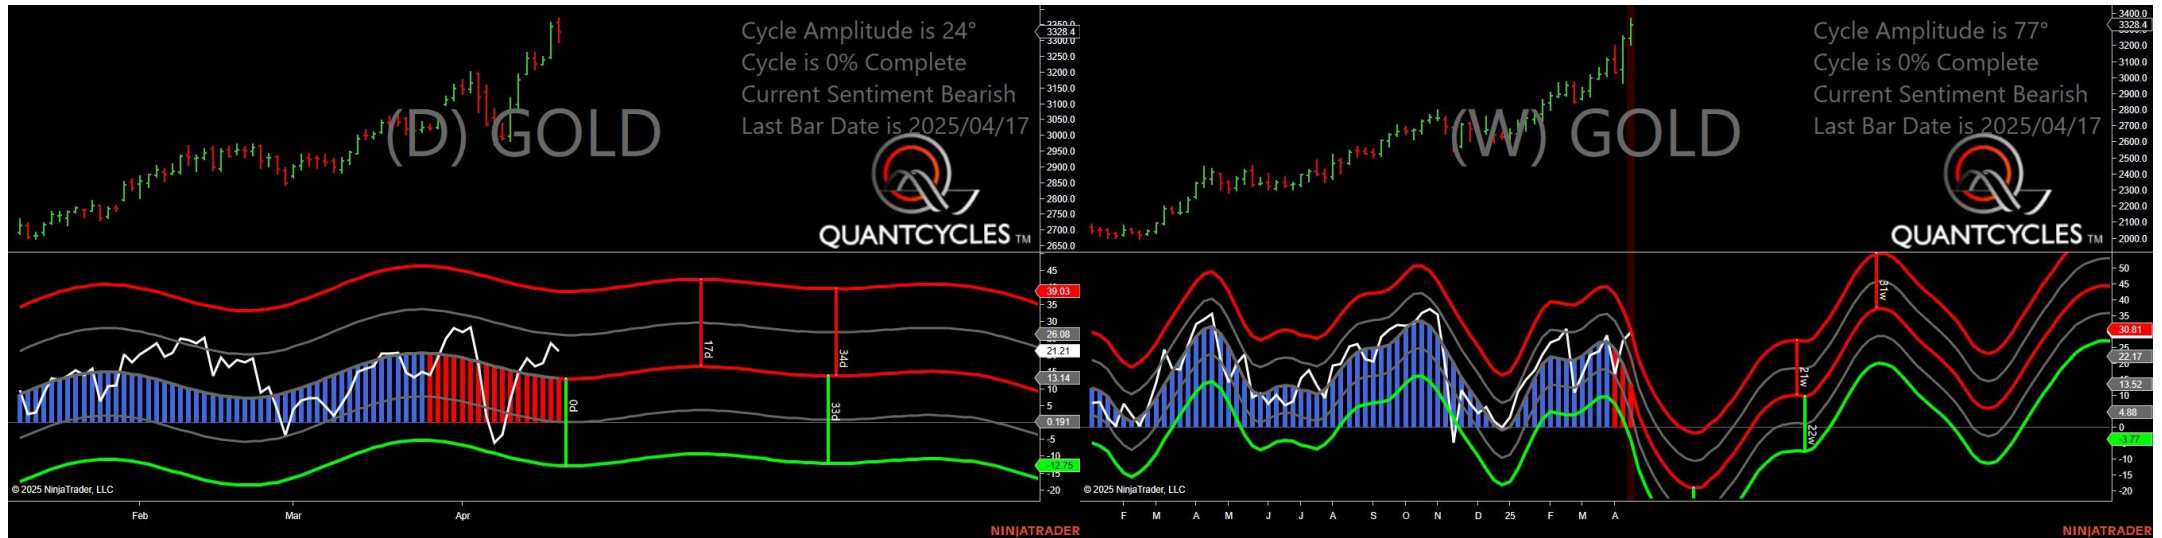 Cycle Amplitude is 24°
Cycle is 0% Complete
Current Sentiment Bearish
Last Bar Date is 2025/04/17
(D) GOLD
QUANTCYCLES TM
3328.4
3300.0
3250.0
3200.0
3150.0
3100.0
3050.0
3000.0
2950.0
2900.0
2850.0
2800.0
2750.0
2700.0
2650.0
45
39.03
35
30
26.08
21.21
13.14
10
5
0.191
-5
-10
-12.75
-20
17d
34d
0d
33d
© 2025 NinjaTrader, LLC
Feb Mar Apr
NINJATRADER
Cycle Amplitude is 77°
Cycle is 0% Complete
Current Sentiment Bearish
Last Bar Date is 2025/04/17
(W) GOLD
QUANTCYCLES TM
3400.0
3328.4
3200.0
3100.0
3000.0
2900.0
2800.0
2700.0
2600.0
2500.0
2400.0
2300.0
2200.0
2100.0
2000.0
50
45
40
35
30.81
25
22.17
13.52
10
4.88
0
-3.77
-10
-15
-20
31w
21w
22w
© 2025 NinjaTrader, LLC
F M A M J J A S O N D 25 F M A
NINJATRADER